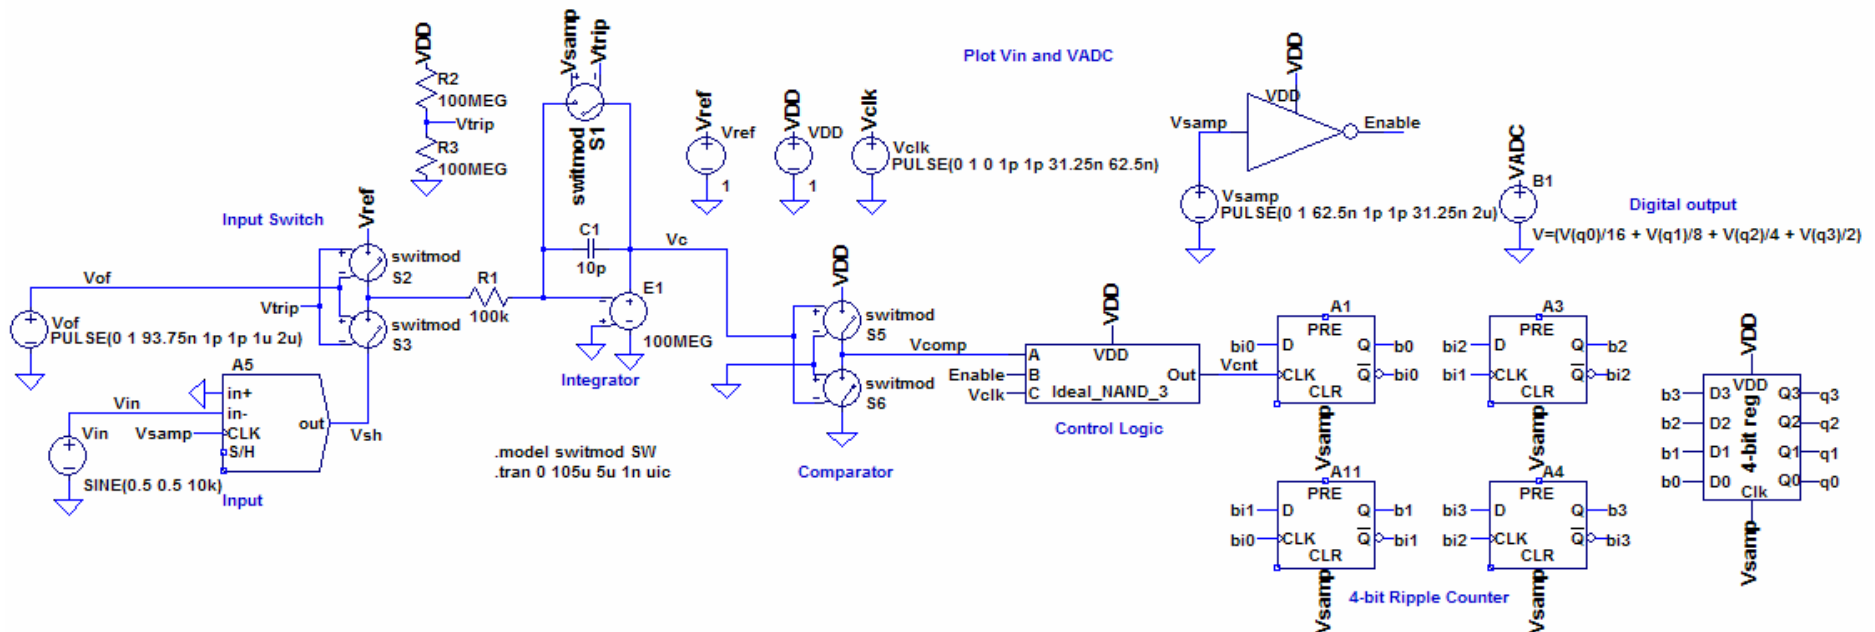 VDD
R2
100MEG
Vtrip
R3
100MEG
Vsamp
Vtrip
switmod
S1
C1
10p
Vref
Vref
1
VDD
VDD
1
Vclk
Vclk
PULSE(0 1 0 1p 1p 31.25n 62.5n)
Plot Vin and VADC
VDD
VDD
Vsamp
Enable
Vsamp
PULSE(0 1 62.5n 1p 1p 31.25n 2u)
VADC
B1
Digital output
V=(V(q0)/16 + V(q1)/8 + V(q2)/4 + V(q3)/2)
Input Switch
Vref
switmod
S2
Vof
Vtrip
switmod
S3
Vof
PULSE(0 1 93.75n 1p 1p 1u 2u)
R1
100k
E1
100MEG
Integrator
Vc
A5
in+
in-
CLK
S/H
out
Vin
Vsamp
Vsh
Vin
SINE(0.5 0.5 10k)
Input
.model switmod SW
.tran 0 105u 5u 1n uic
VDD
switmod
S5
Vcomp
switmod
S6
Comparator
VDD
A
VDD
Enable
B
Out
Vclk
C
Ideal_NAND_3
Control Logic
Vcnt
A1
PRE
bi0
D
Q
b0
CLK
Q
bi0
CLR
Vsamp
A3
PRE
bi2
D
Q
b2
bi1
CLK
Q
bi2
CLR
Vsamp
A11
PRE
bi1
D
Q
b1
bi0
CLK
Q
bi1
CLR
Vsamp
A4
PRE
bi3
D
Q
b3
bi2
CLK
Q
bi3
CLR
Vsamp
4-bit Ripple Counter
VDD
VDD
b3
D3
Q3
q3
b2
D2
Q2
q2
b1
D1
Q1
q1
b0
D0
Q0
q0
4-bit reg
Clk
Vsamp